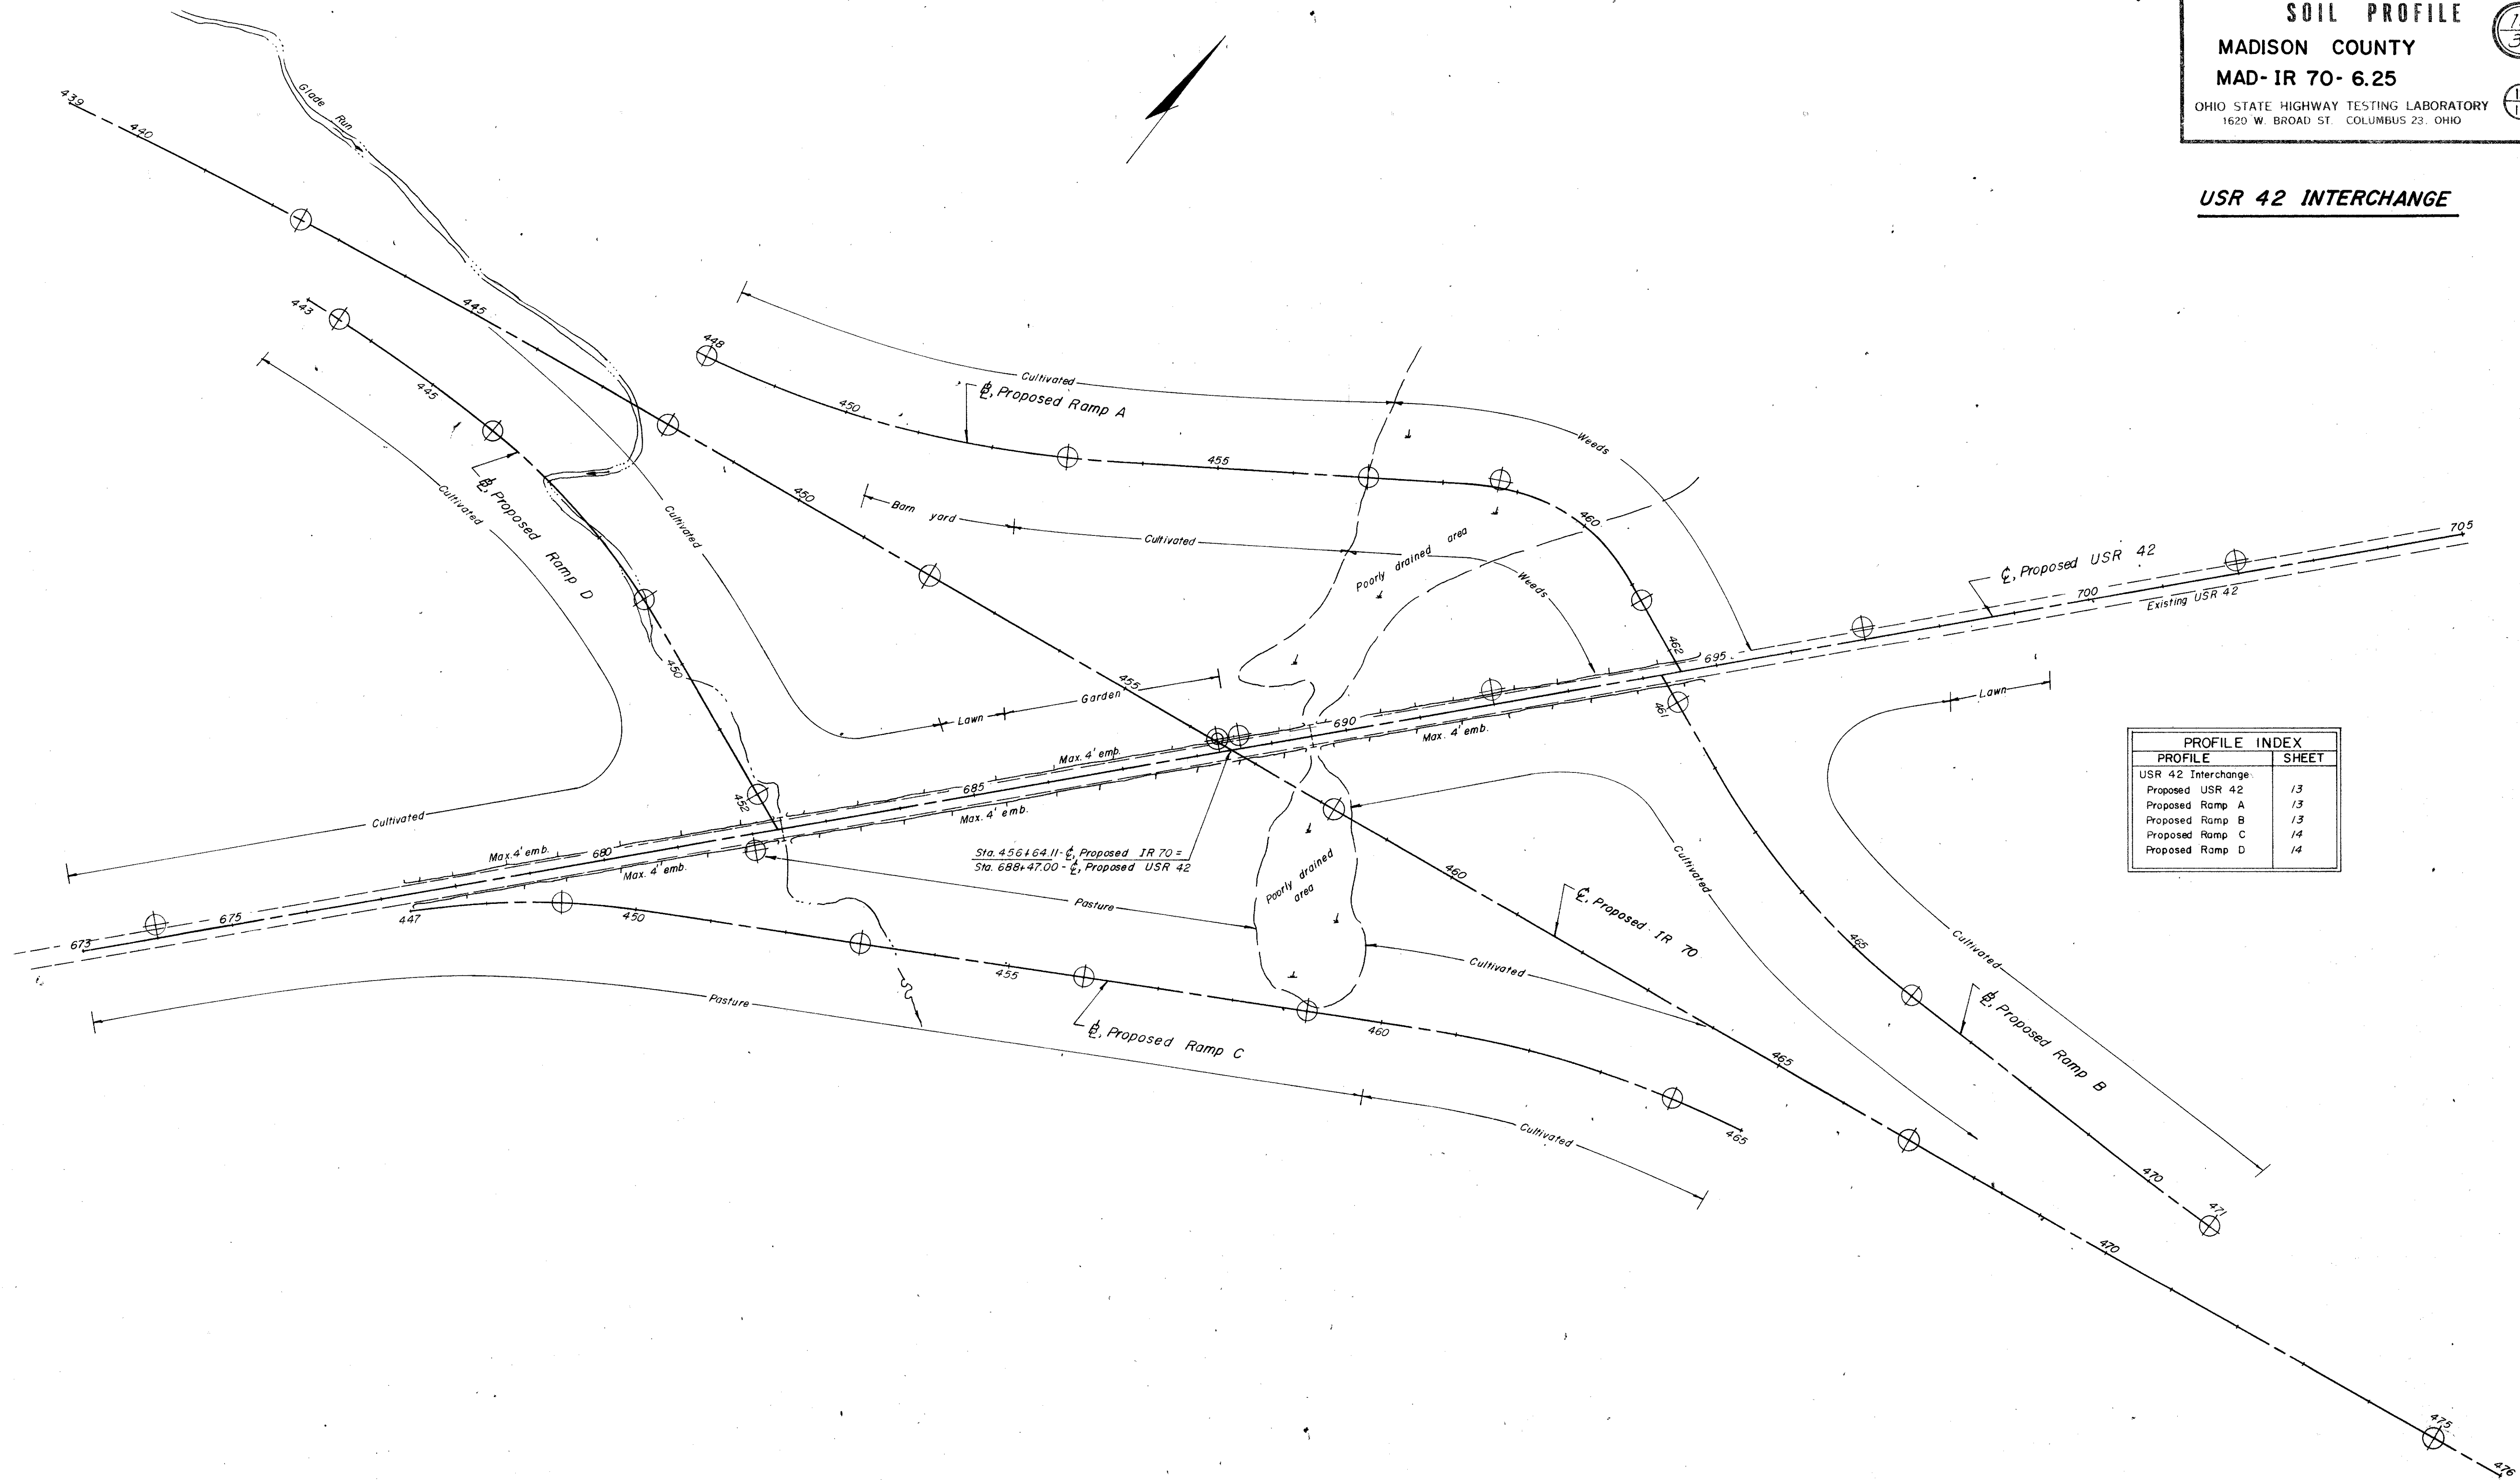 SOIL PROFILE
MADISON COUNTY
MAD-IR 70-6.25
OHIO STATE HIGHWAY TESTING LABORATORY
1620 W. BROAD ST. COLUMBUS 23, OHIO
USR 42 INTERCHANGE
439
440
Glade Run
445
443
445
℄, Proposed Ramp D
Cultivated
Cultivated
448
450
℄, Proposed Ramp A
Cultivated
455
Weeds
460
450
Barn yard
Cultivated
Poorly drained area
Weeds
462
461
450
452
455
Garden
Lawn
Max. 4' emb.
690
Max. 4' emb.
695
℄, Proposed USR 42
700
Existing USR 42
705
Lawn
685
Max. 4' emb.
Cultivated
Max. 4' emb.
680
Max. 4' emb.
675
673
Sta. 456+64.11-℄, Proposed IR 70 =
Sta. 688+47.00-℄, Proposed USR 42
Pasture
Poorly drained
area
460
℄, Proposed IR 70
Cultivated
Cultivated
465
470
475
476
447
450
455
℄, Proposed Ramp C
460
465
Pasture
Cultivated
465
℄, Proposed Ramp B
Cultivated
470
471
PROFILE INDEX
PROFILE SHEET
USR 42 Interchange
Proposed USR 42 13
Proposed Ramp A 13
Proposed Ramp B 13
Proposed Ramp C 14
Proposed Ramp D 14